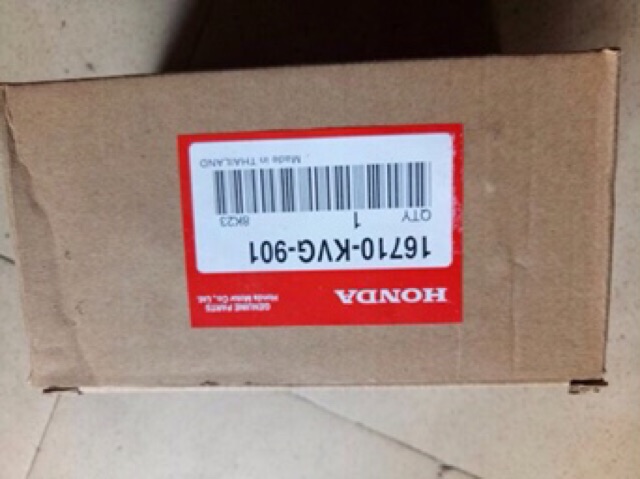 HONDA
GENUINE PARTS
Honda Motor Co., Ltd.
16710-KVG-901
QTY 1 8K23
Made in THAILAND